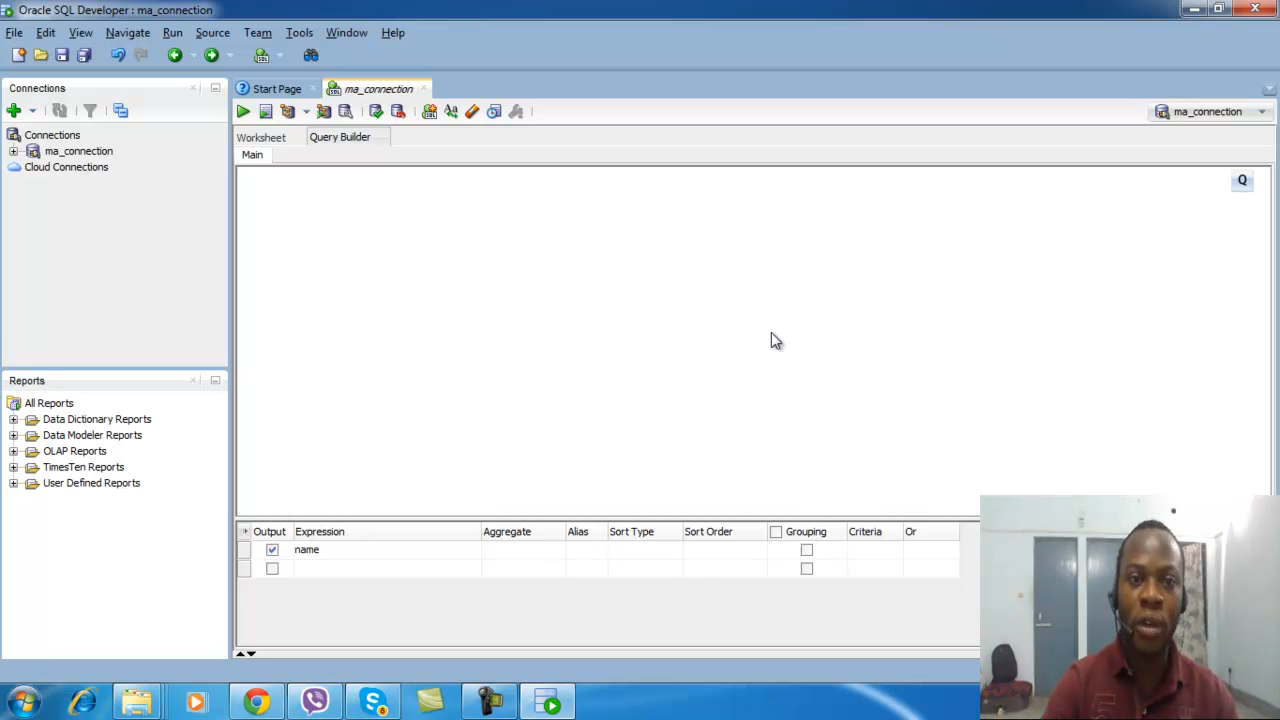 Oracle SQL Developer : ma_connection
File Edit View Navigate Run Source Team Tools Window Help
Connections
Start Page
ma_connection
ma_connection
Worksheet
Query Builder
Main
Q
Connections
ma_connection
Cloud Connections
Reports
All Reports
Data Dictionary Reports
Data Modeler Reports
OLAP Reports
TimesTen Reports
User Defined Reports
Output Expression Aggregate Alias Sort Type Sort Order Grouping Criteria Or
name
8